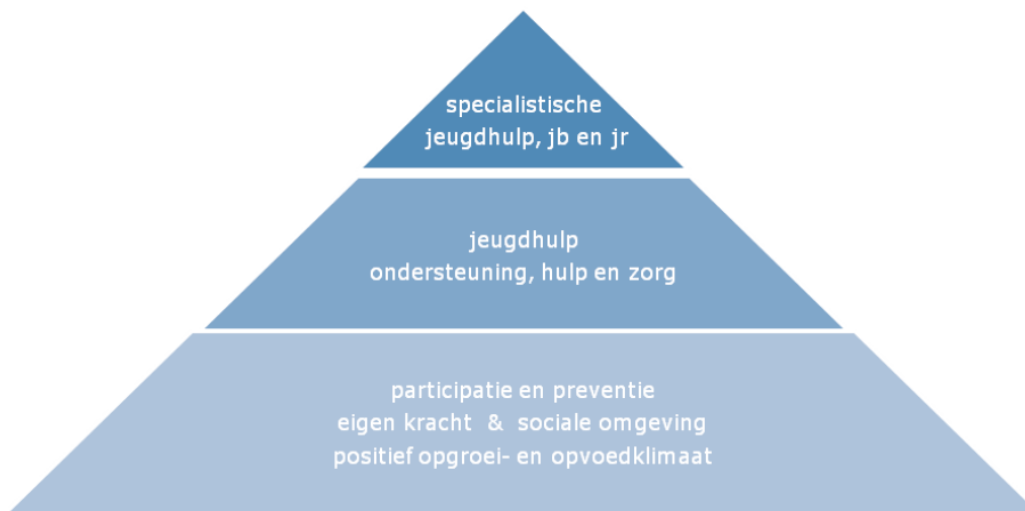 specialistische
jeugdhulp, jb en jr
jeugdhulp
ondersteuning, hulp en zorg
participatie en preventie
eigen kracht & sociale omgeving
positief opgroei- en opvoedklimaat